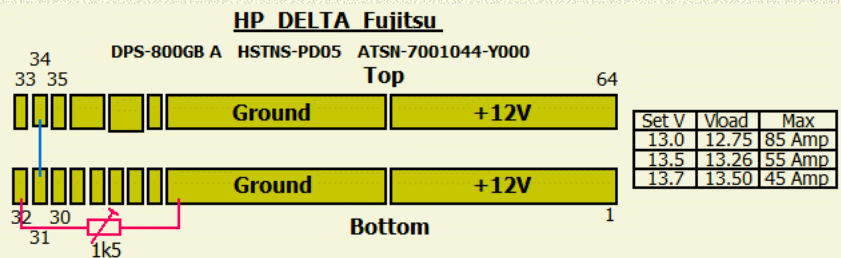 HP DELTA Fujitsu
DPS-800GB A HSTNS-PD05 ATSN-7001044-Y000
34
33 35 Top 64
Ground +12V
Set V Vload Max
13.0 12.75 85 Amp
13.5 13.26 55 Amp
13.7 13.50 45 Amp
Ground +12V
32 30 1
31 Bottom
1k5